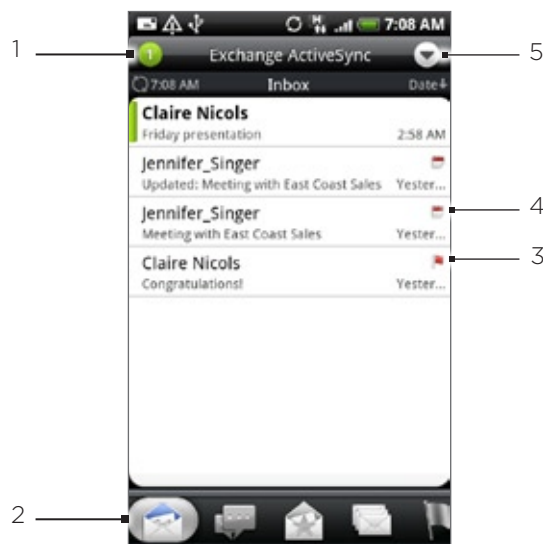 7:08 AM
1
1 Exchange ActiveSync
5
7:08 AM Inbox Date
Claire Nicols
Friday presentation 2:58 AM
Jennifer_Singer
Updated: Meeting with East Coast Sales Yester...
Jennifer_Singer
4
Meeting with East Coast Sales Yester...
Claire Nicols
3
Congratulations! Yester...
2